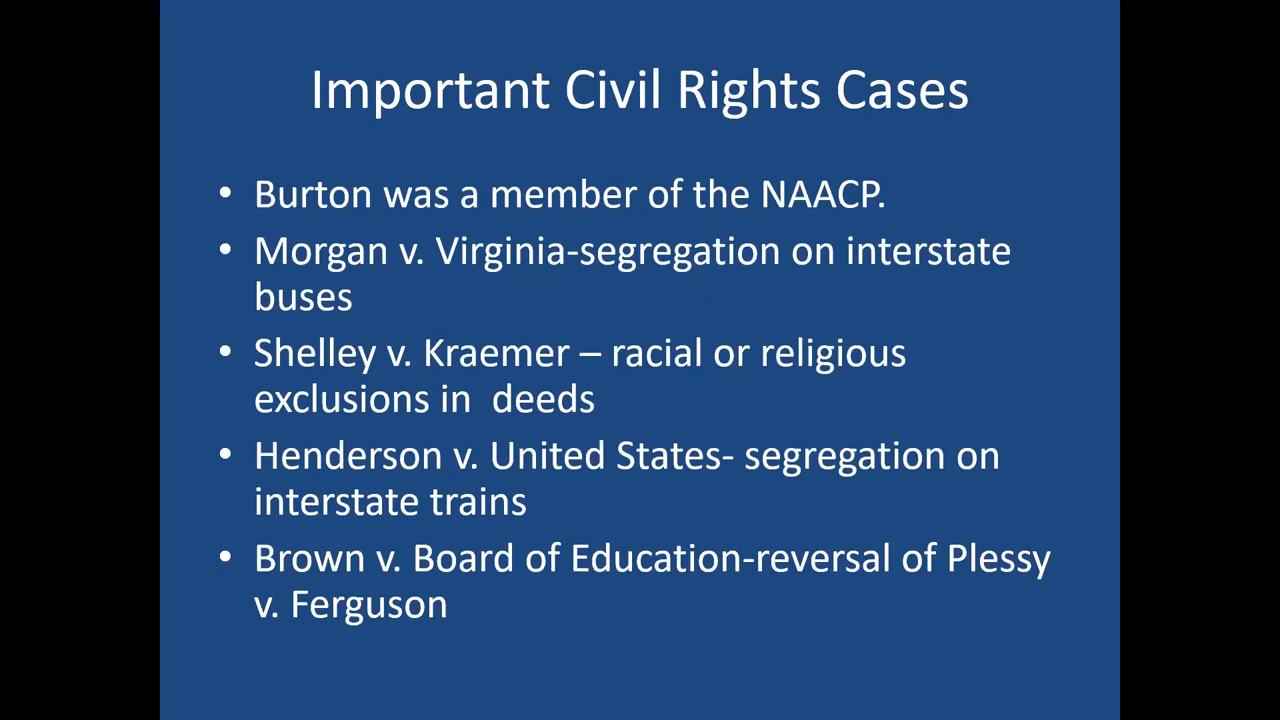 Important Civil Rights Cases
• Burton was a member of the NAACP.
• Morgan v. Virginia-segregation on interstate
buses
• Shelley v. Kraemer – racial or religious
exclusions in  deeds
• Henderson v. United States- segregation on
interstate trains
• Brown v. Board of Education-reversal of Plessy
v. Ferguson